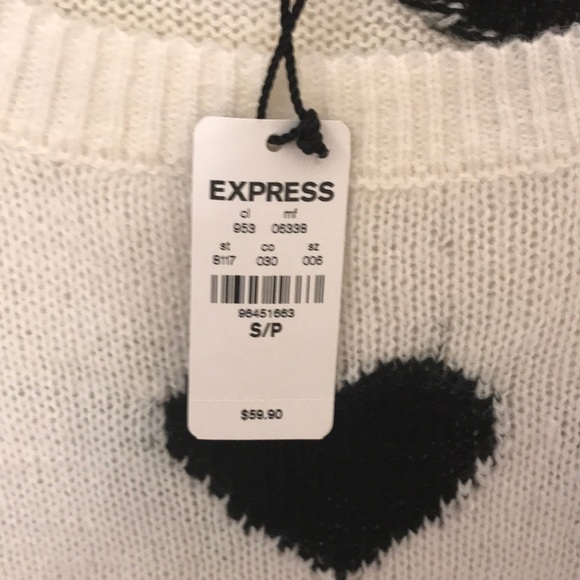 EXPRESS
cl mf
953 06338
st co sz
8117 030 006
96451663
S/P
$59.90